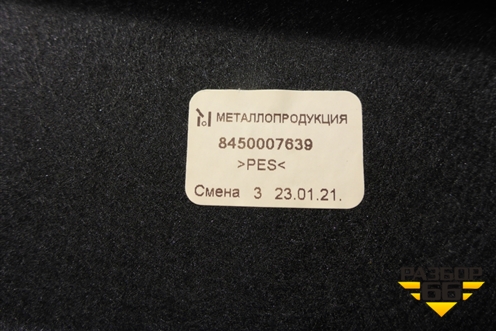 МЕТАЛЛОПРОДУКЦИЯ
8450007639
>PES<
Смена 3 23.01.21.
РАЗБОР
66